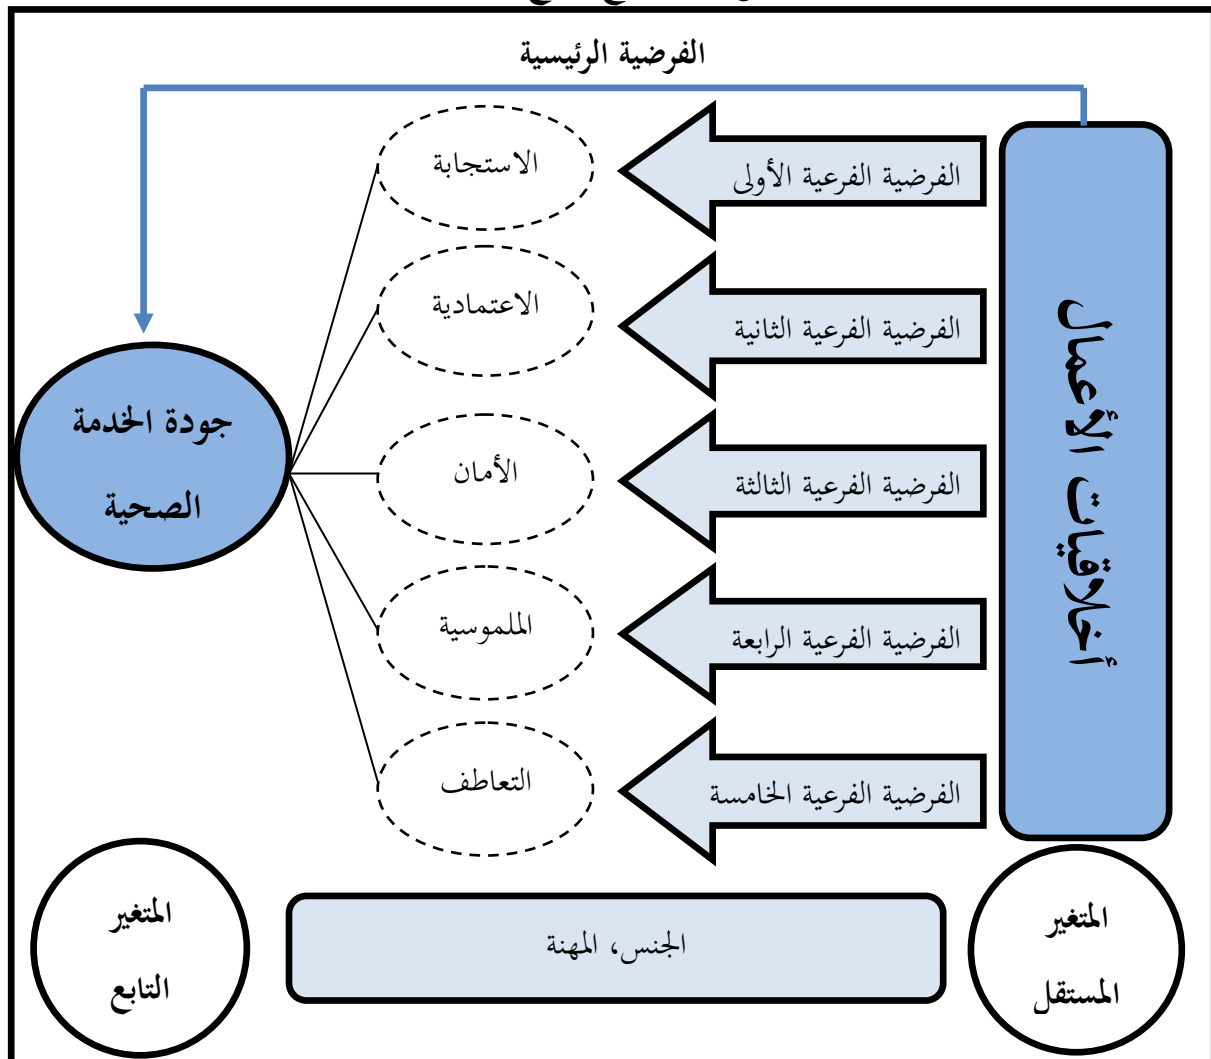 الفرضية الرئيسية
أخلاقيات الأعمال
الفرضية الفرعية الأولى
الاستجابة
الفرضية الفرعية الثانية
الاعتمادية
الفرضية الفرعية الثالثة
الأمان
الفرضية الفرعية الرابعة
الملموسية
الفرضية الفرعية الخامسة
التعاطف
جودة الخدمة
الصحية
المتغير
المستقل
الجنس، المهنة
المتغير
التابع